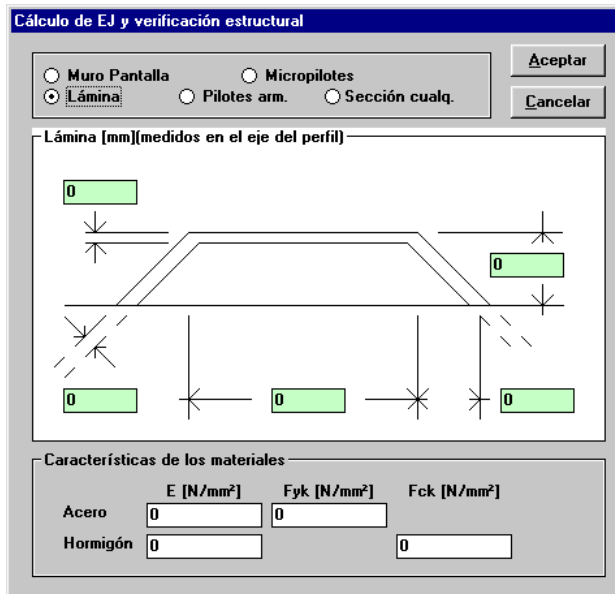 Cálculo de EJ y verificación estructural
Muro Pantalla
Micropilotes
Lámina
Pilotes arm.
Sección cualq.
Aceptar
Cancelar
Lámina [mm](medidos en el eje del perfil)
0
0
0
0
0
Características de los materiales
E [N/mm²] Fyk [N/mm²] Fck [N/mm²]
Acero 0 0
Hormigón 0 0